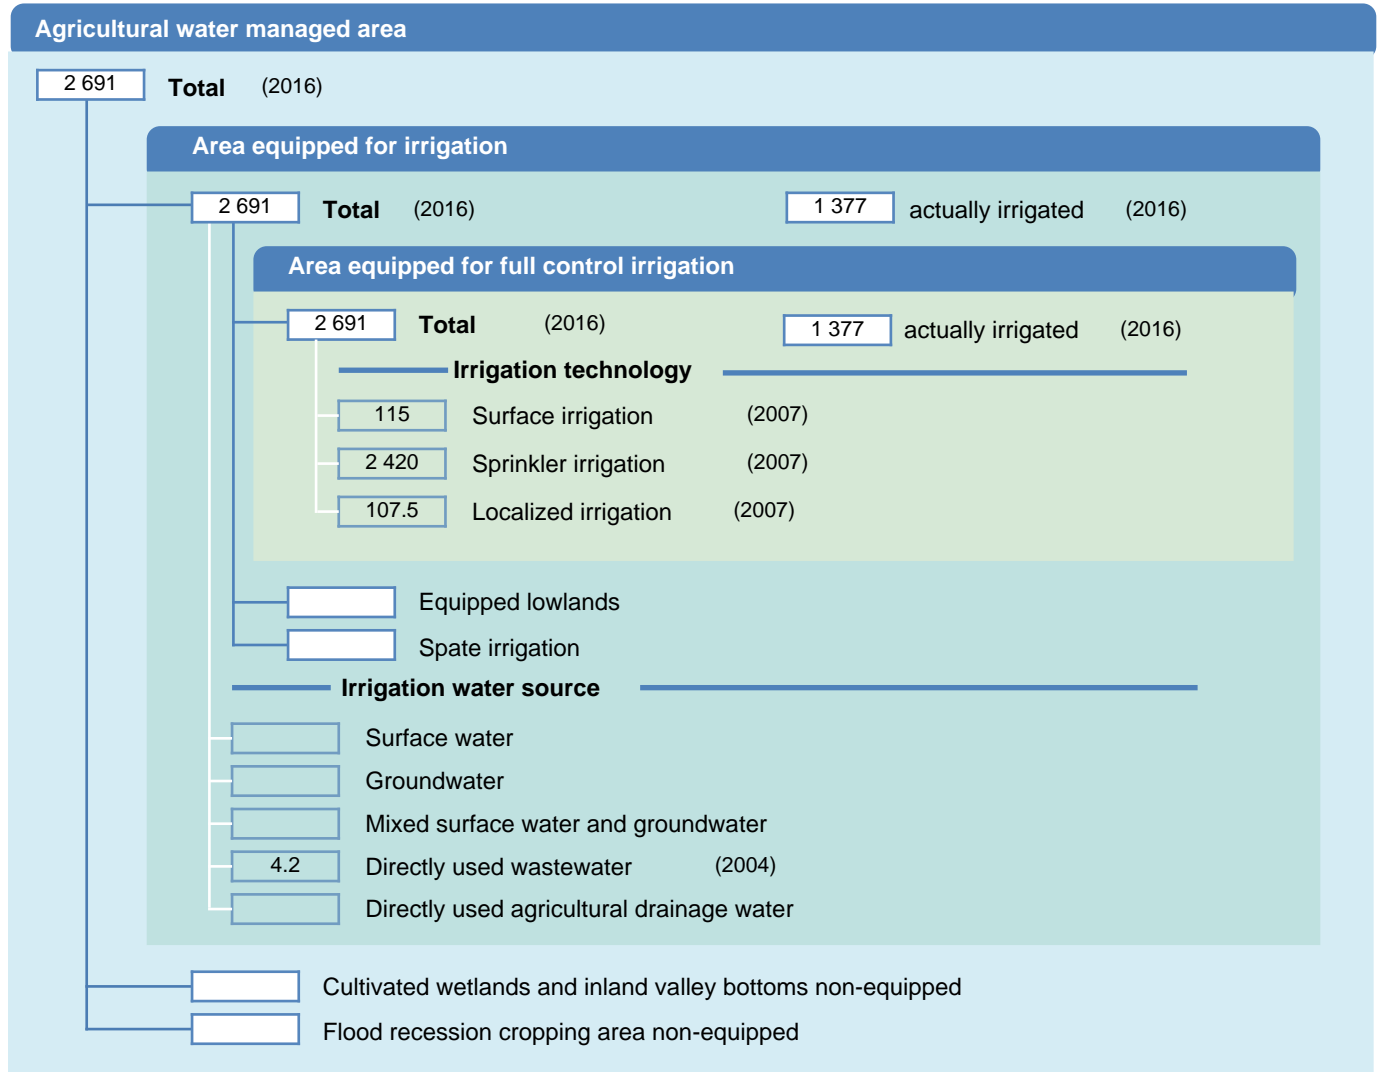 Agricultural water managed area
2 691 Total (2016)
Area equipped for irrigation
2 691 Total (2016) 1 377 actually irrigated (2016)
Area equipped for full control irrigation
2 691 Total (2016) 1 377 actually irrigated (2016)
Irrigation technology
115 Surface irrigation (2007)
2 420 Sprinkler irrigation (2007)
107.5 Localized irrigation (2007)
Equipped lowlands
Spate irrigation
Irrigation water source
Surface water
Groundwater
Mixed surface water and groundwater
4.2 Directly used wastewater (2004)
Directly used agricultural drainage water
Cultivated wetlands and inland valley bottoms non-equipped
Flood recession cropping area non-equipped